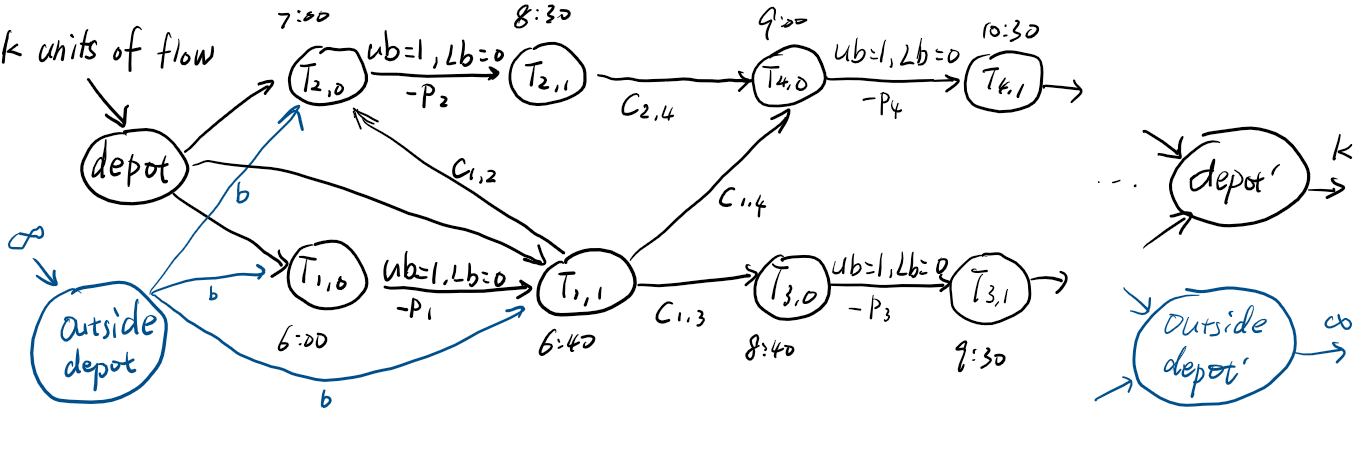 7:00
8:30
9:00
10:30
k units of flow
ub=1, Lb=0
ub=1, Lb=0
T2,0
T2,1
T4,0
T4,1
-P2
C2,4
-P4
depot
C1,2
C1,4
depot'
k
...
b
∞
T1,0
ub=1, Lb=0
T1,1
T3,0
ub=1, Lb=0
T3,1
b
-P1
C1,3
-P3
outside
depot
6:00
6:40
8:40
9:30
outside
depot'
∞
b